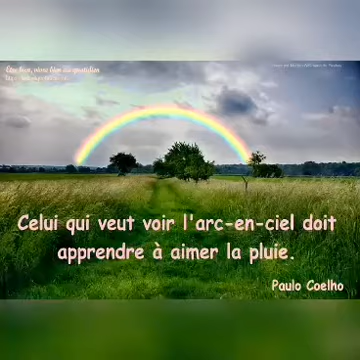 Celui qui veut voir l'arc-en-ciel doit
apprendre à aimer la pluie.
Paulo Coelho